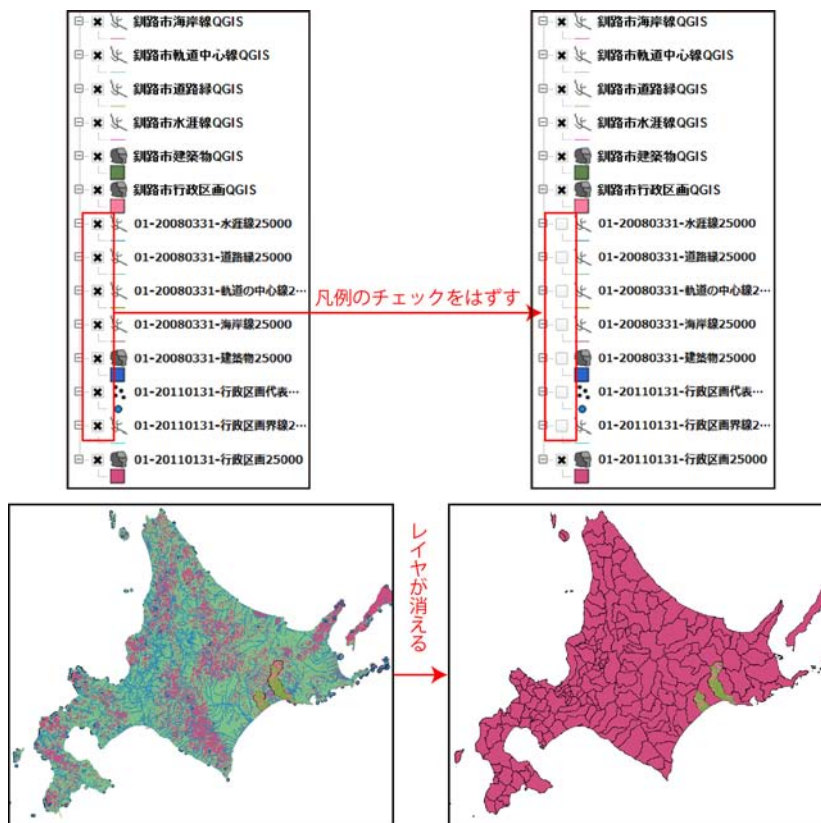 釧路市海岸線QGIS
釧路市軌道中心線QGIS
釧路市道路縁QGIS
釧路市水涯線QGIS
釧路市建築物QGIS
釧路市行政区画QGIS
01-20080331-水涯線25000
01-20080331-道路縁25000
01-20080331-軌道の中心線2…
01-20080331-海岸線25000
01-20080331-建築物25000
01-20110131-行政区画代表…
01-20110131-行政区画界線2…
01-20110131-行政区画25000
凡例のチェックをはずす
釧路市海岸線QGIS
釧路市軌道中心線QGIS
釧路市道路縁QGIS
釧路市水涯線QGIS
釧路市建築物QGIS
釧路市行政区画QGIS
01-20080331-水涯線25000
01-20080331-道路縁25000
01-20080331-軌道の中心線2…
01-20080331-海岸線25000
01-20080331-建築物25000
01-20110131-行政区画代表…
01-20110131-行政区画界線2…
01-20110131-行政区画25000
レイヤが消える